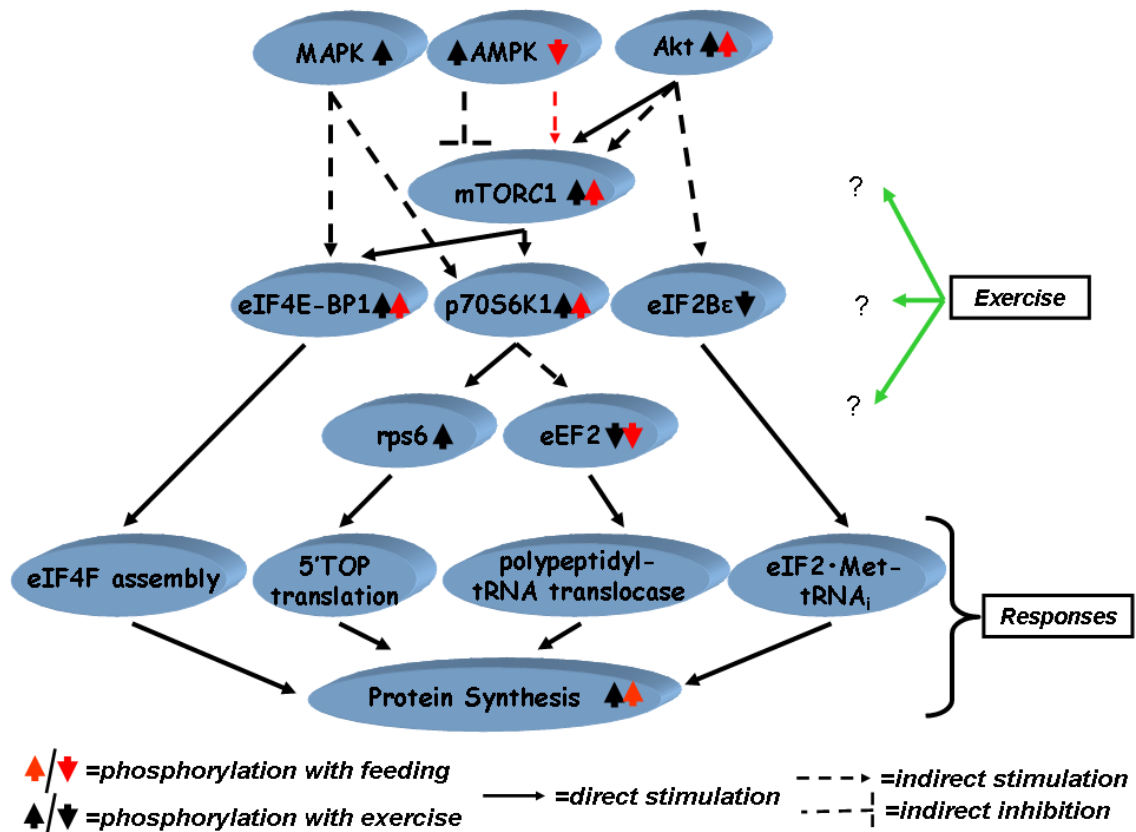 MAPK
AMPK
Akt
mTORC1
?
?
?
Exercise
eIF4E-BP1
p70S6K1
eIF2Bε
rps6
eEF2
eIF4F assembly
5'TOP
translation
polypeptidyl-
tRNA translocase
eIF2·Met-
tRNAi
Responses
Protein Synthesis
/ =phosphorylation with feeding
/ =phosphorylation with exercise
=direct stimulation
=indirect stimulation
=indirect inhibition